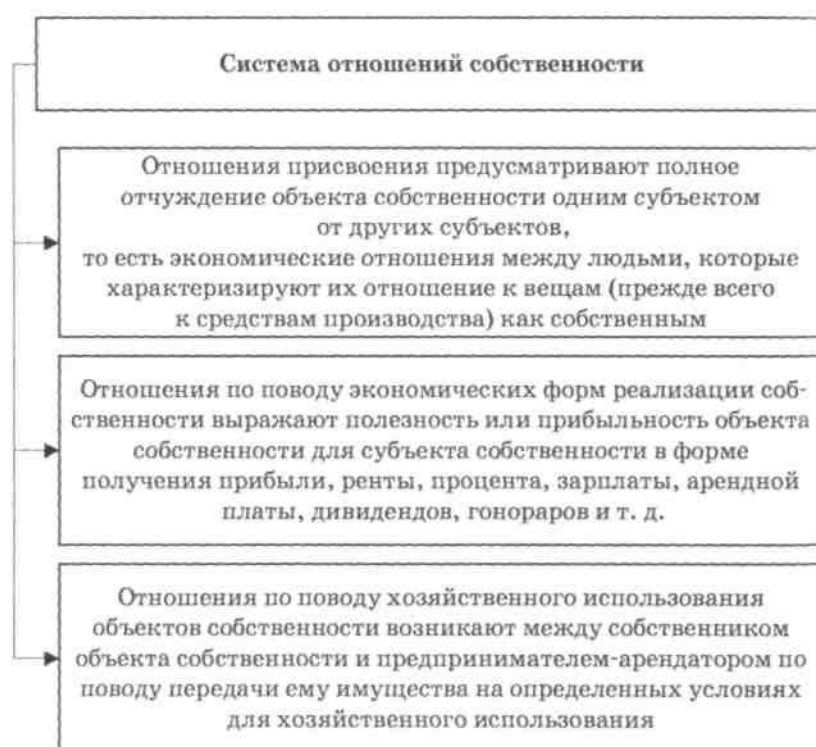 Система отношений собственности
Отношения присвоения предусматривают полное
отчуждение объекта собственности одним субъектом
от других субъектов,
то есть экономические отношения между людьми, которые
характеризируют их отношение к вещам (прежде всего
к средствам производства) как собственным
Отношения по поводу экономических форм реализации соб-
ственности выражают полезность или прибыльность объекта
собственности для субъекта собственности в форме
получения прибыли, ренты, процента, зарплаты, арендной
платы, дивидендов, гонораров и т. д.
Отношения по поводу хозяйственного использования
объектов собственности возникают между собственником
объекта собственности и предпринимателем-арендатором по
поводу передачи ему имущества на определенных условиях
для хозяйственного использования